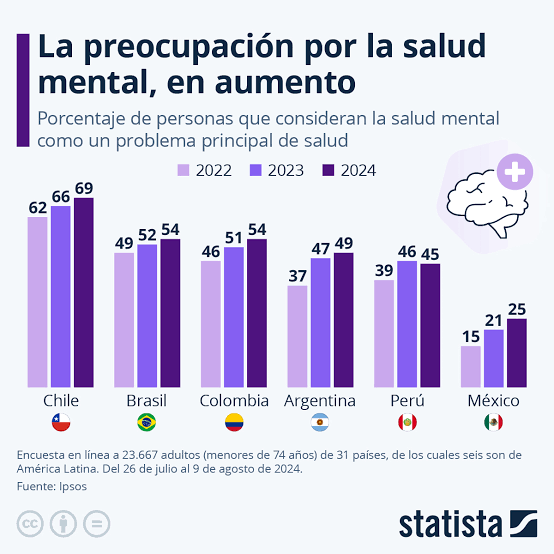 La preocupación por la salud
mental, en aumento
Porcentaje de personas que consideran la salud mental
como un problema principal de salud
2022 2023 2024
62 66 69
49 52 54
46 51 54
37 47 49
39 46 45
15 21 25
Chile Brasil Colombia Argentina Perú México
Encuesta en línea a 23.667 adultos (menores de 74 años) de 31 países, de los cuales seis son de
América Latina. Del 26 de julio al 9 de agosto de 2024.
Fuente: Ipsos
cc
statista